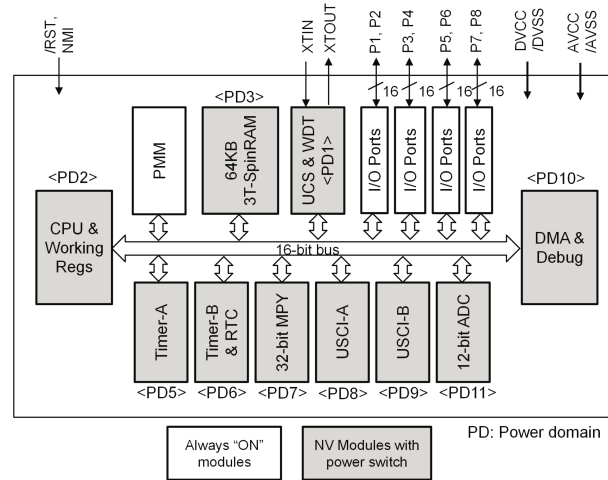 /RST,
NMI
XTIN
XTOUT
P1, P2
P3, P4
P5, P6
P7, P8
DVCC
/DVSS
AVCC
/AVSS
16
16
16
16
<PD3>
PMM
64KB
3T-SpinRAM
UCS & WDT
<PD1>
I/O Ports
I/O Ports
I/O Ports
I/O Ports
<PD2>
CPU &
Working
Regs
<PD10>
DMA &
Debug
16-bit bus
Timer-A
Timer-B
& RTC
32-bit MPY
USCI-A
USCI-B
12-bit ADC
<PD5>
<PD6>
<PD7>
<PD8>
<PD9>
<PD11>
Always “ON”
modules
NV Modules with
power switch
PD: Power domain